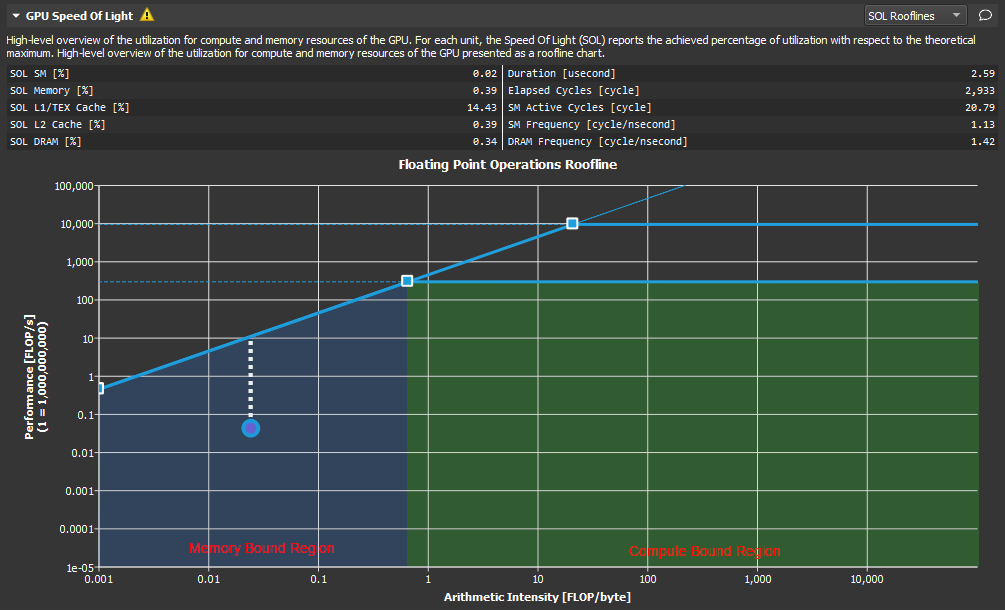 GPU Speed Of Light
SOL Rooflines
High-level overview of the utilization for compute and memory resources of the GPU. For each unit, the Speed Of Light (SOL) reports the achieved percentage of utilization with respect to the theoretical
maximum. High-level overview of the utilization for compute and memory resources of the GPU presented as a roofline chart.
SOL SM [%] 0.02 Duration [usecond] 2.59
SOL Memory [%] 0.39 Elapsed Cycles [cycle] 2,933
SOL L1/TEX Cache [%] 14.43 SM Active Cycles [cycle] 20.79
SOL L2 Cache [%] 0.39 SM Frequency [cycle/nsecond] 1.13
SOL DRAM [%] 0.34 DRAM Frequency [cycle/nsecond] 1.42
Floating Point Operations Roofline
100,000
10,000
1,000
100
10
1
0.1
0.01
0.001
0.0001
1e-05
Performance [FLOP/s]
(1 = 1,000,000,000)
Memory Bound Region
Compute Bound Region
0.001 0.01 0.1 1 10 100 1,000 10,000
Arithmetic Intensity [FLOP/byte]